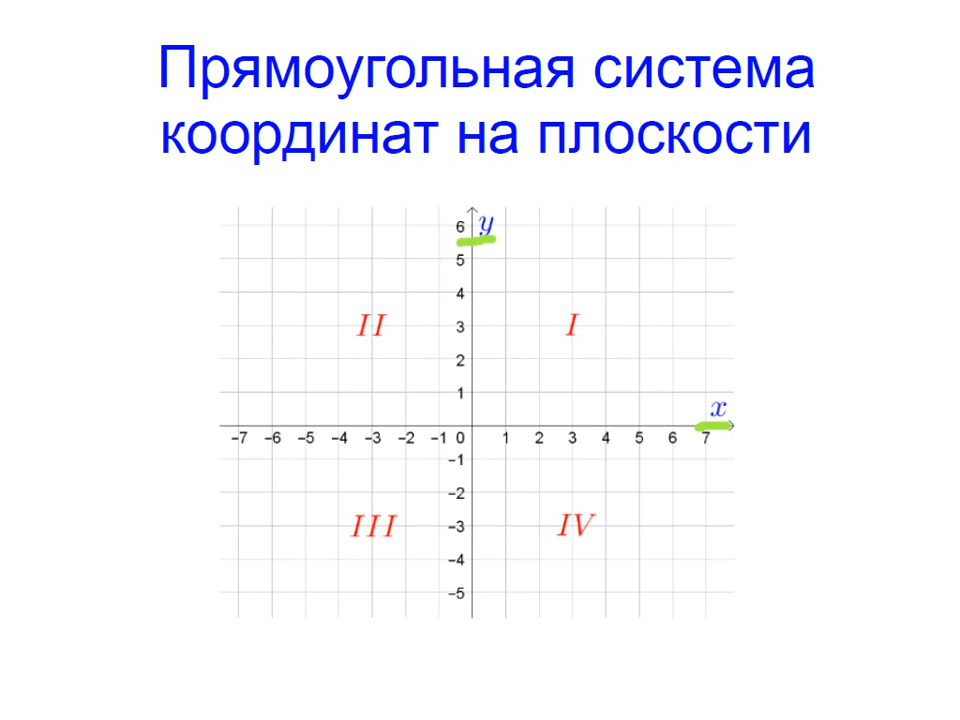 Прямоугольная система
координат на плоскости
6 y
5
4
II 3 I
2
1
x
−7 −6 −5 −4 −3 −2 −1 0 1 2 3 4 5 6 7
−1
−2
III −3 IV
−4
−5